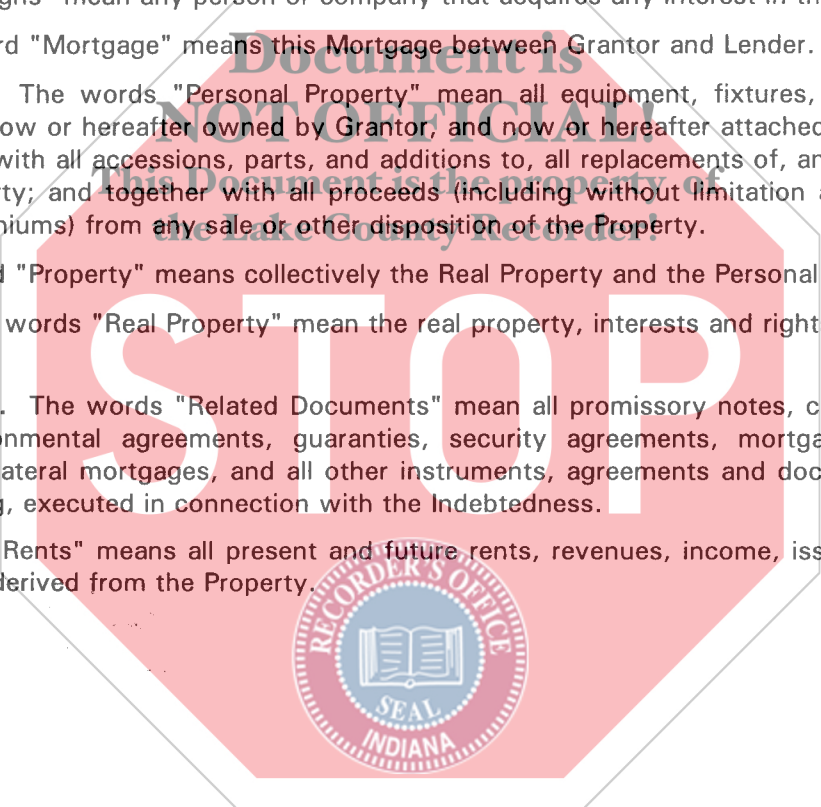 gns" mean any person or company that acquires any interest in th
rd "Mortgage" means this Mortgage between Grantor and Lender.
Document is
The words "Personal Property" mean all equipment, fixtures,
NOT OFFICIAL!
ow or hereafter owned by Grantor, and now or hereafter attached
with all accessions, parts, and additions to, all replacements of, an
This Document is the property of
ty; and together with all proceeds (including without limitation a
niums) from any sale or other disposition of the Property.
the Lake County Recorder!
d "Property" means collectively the Real Property and the Personal
words "Real Property" mean the real property, interests and right
STOP
. The words "Related Documents" mean all promissory notes, c
onmental agreements, guaranties, security agreements, mortga
lateral mortgages, and all other instruments, agreements and doc
g, executed in connection with the Indebtedness.
Rents" means all present and future rents, revenues, income, iss
derived from the Property.
RECORDER'S OFFICE
SEAL
INDIANA